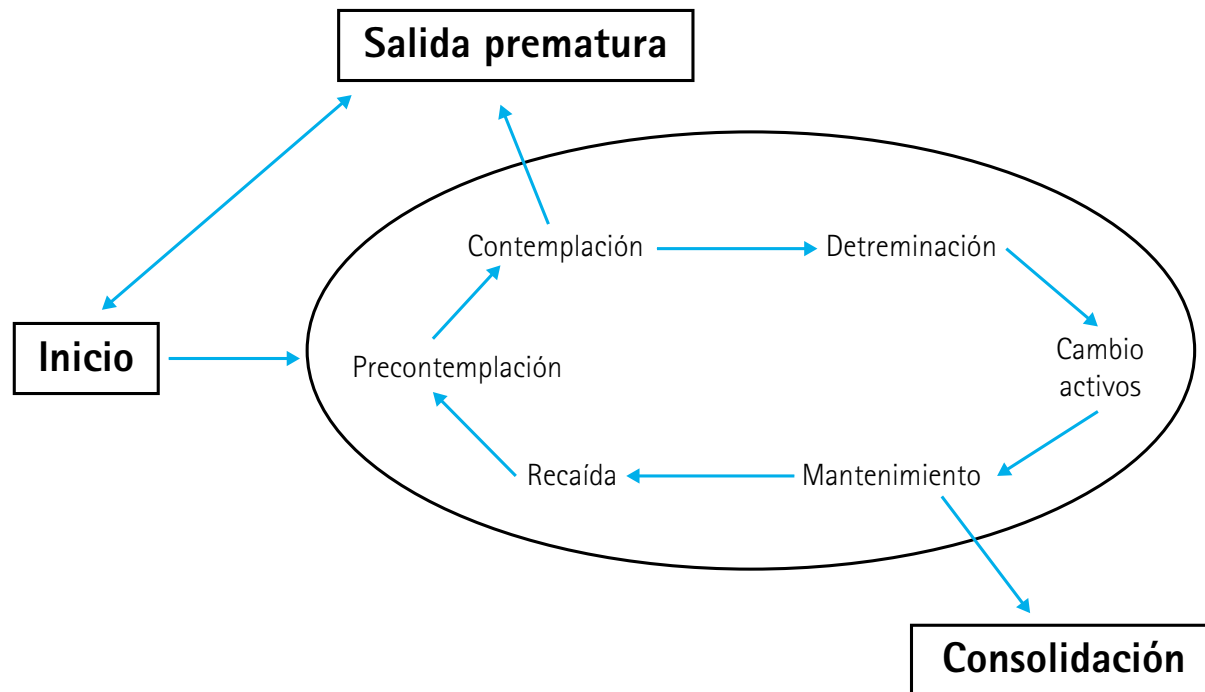 Salida prematura
Contemplación
Detreminación
Inicio
Precontemplación
Cambio
activos
Recaída
Mantenimiento
Consolidación